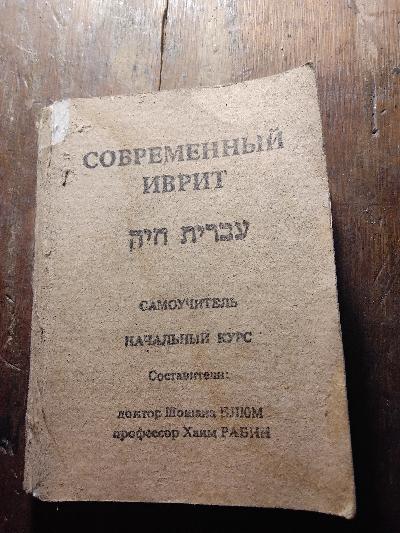 СОВРЕМЕННЫЙ
ИВРИТ
עברית חיה
САМОУЧИТЕЛЬ
НАЧАЛЬНЫЙ КУРС
Составители:
доктор Шошана БЛЮМ
профессор Хаим РАБИН